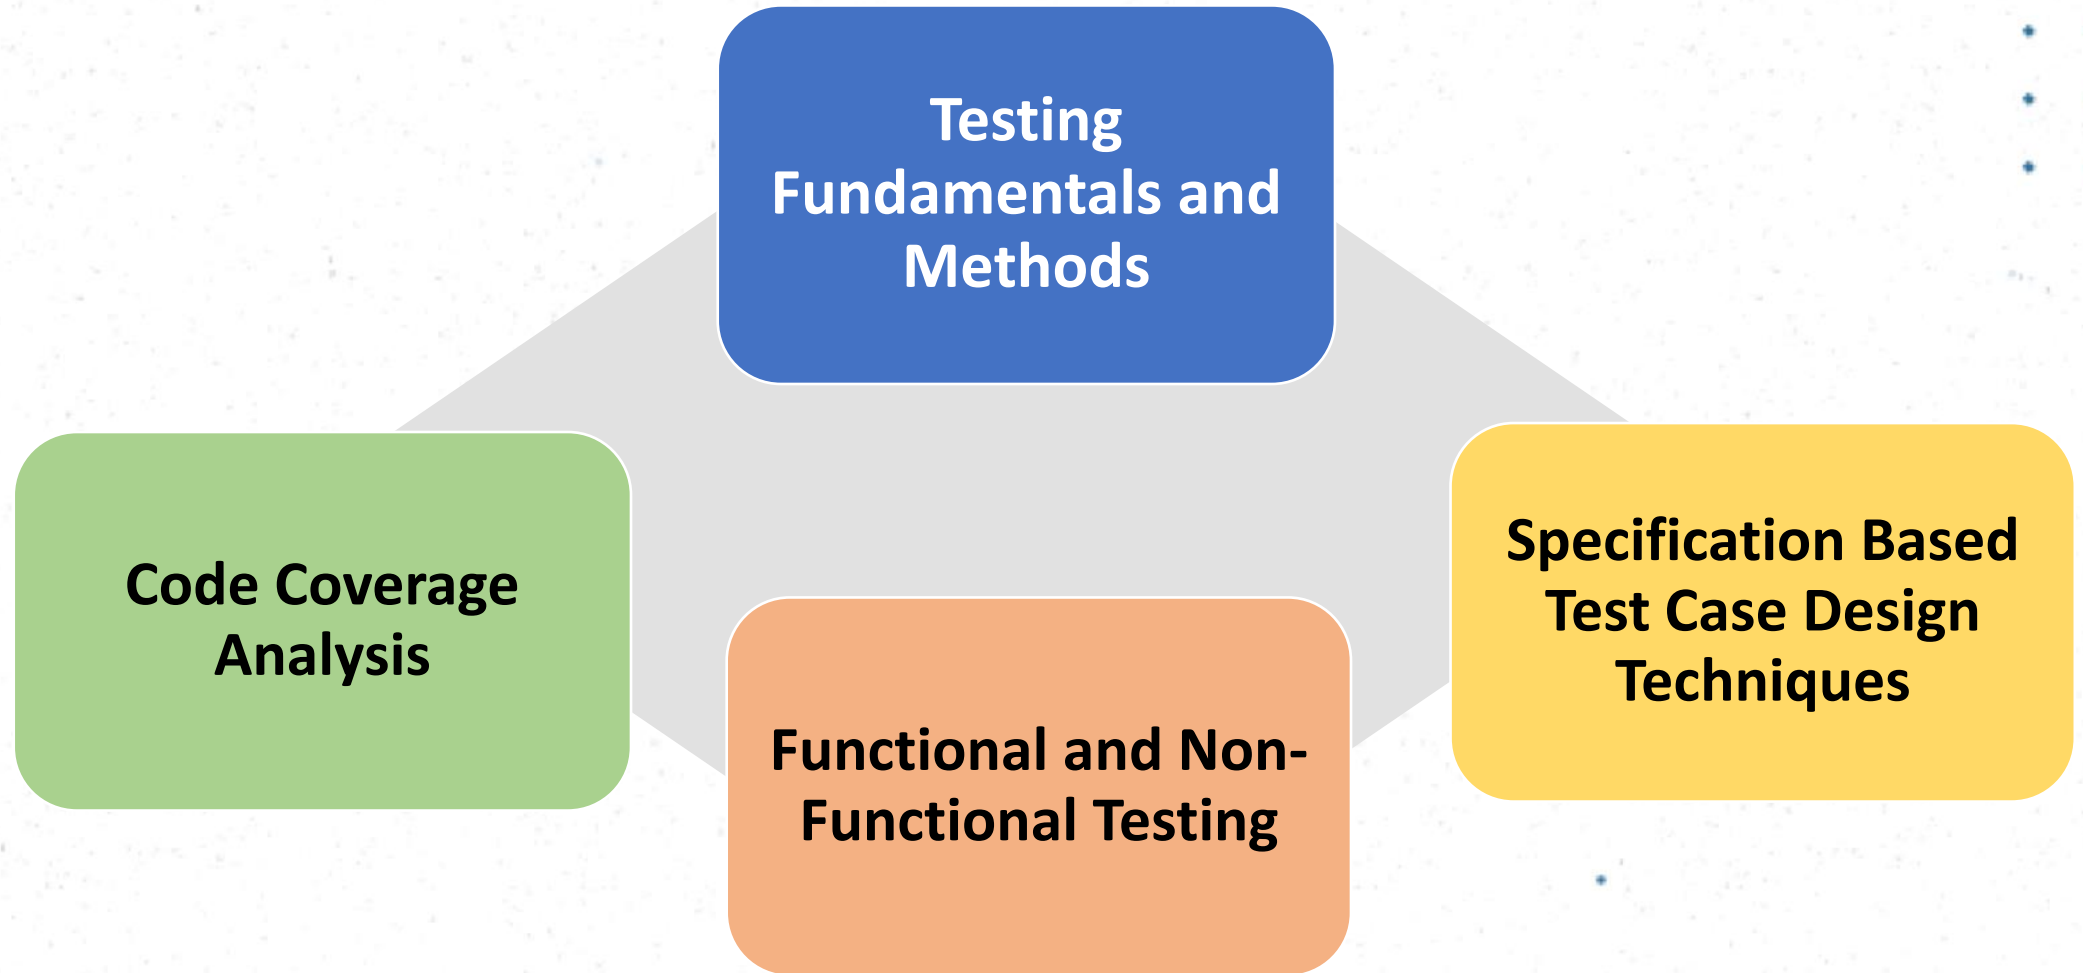 Testing
Fundamentals and
Methods
Code Coverage
Analysis
Specification Based
Test Case Design
Techniques
Functional and Non-
Functional Testing